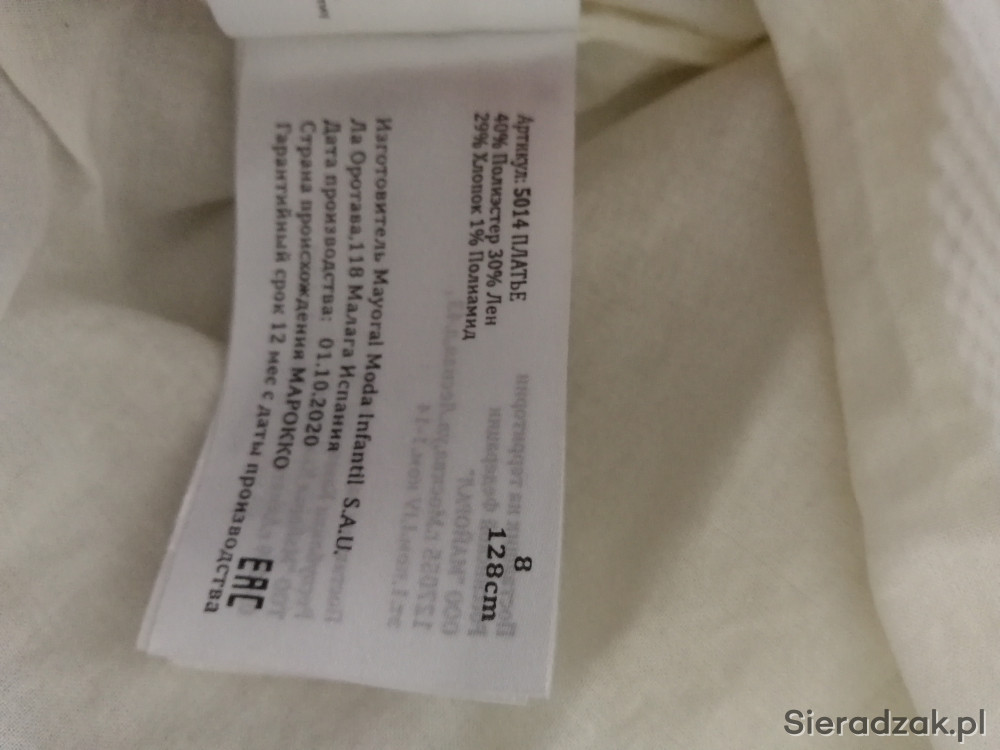 Артикул: 5014 ПЛАТЬЕ
40% Полиэстер 30% Лен
29% Хлопок 1% Полиамид
8
128cm
Изготовитель Mayoral Moda Infantil S.A.U.
Ла Оротава,118 Малага Испания
Дата производства: 01.10.2020
Страна происхождения МАРОККО
Гарантийный срок 12 мес с даты производства
EAC
Sieradzak.pl